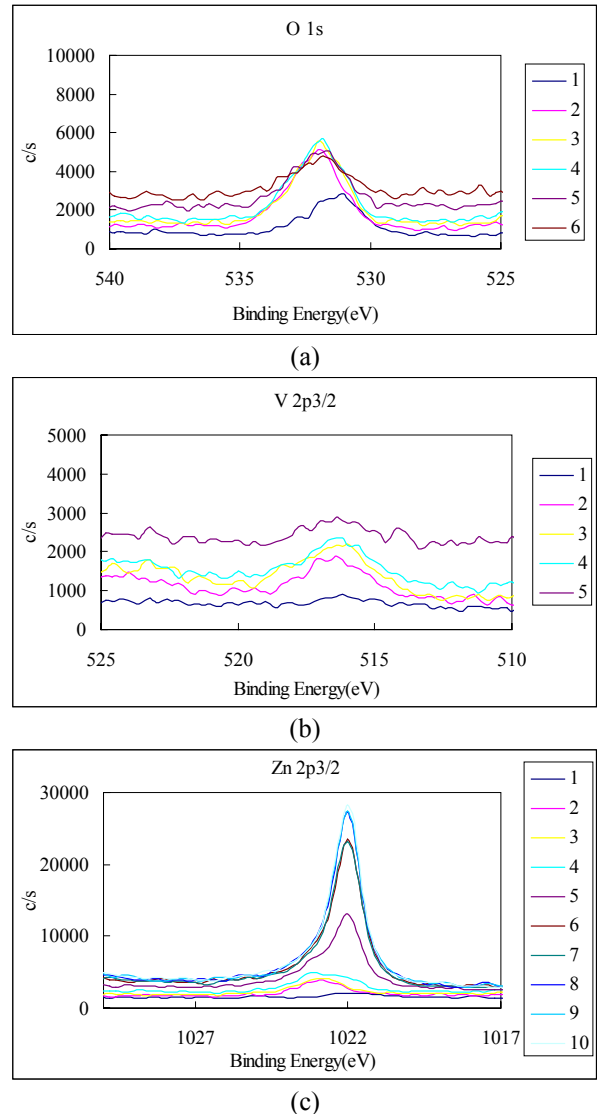 O 1s
10000
8000
6000
4000
2000
0
c/s
540 535 530 525
Binding Energy(eV)
1
2
3
4
5
6
(a)
V 2p3/2
5000
4000
3000
2000
1000
0
c/s
525 520 515 510
Binding Energy(eV)
1
2
3
4
5
(b)
Zn 2p3/2
30000
20000
10000
0
c/s
1027 1022 1017
Binding Energy(eV)
1
2
3
4
5
6
7
8
9
10
(c)